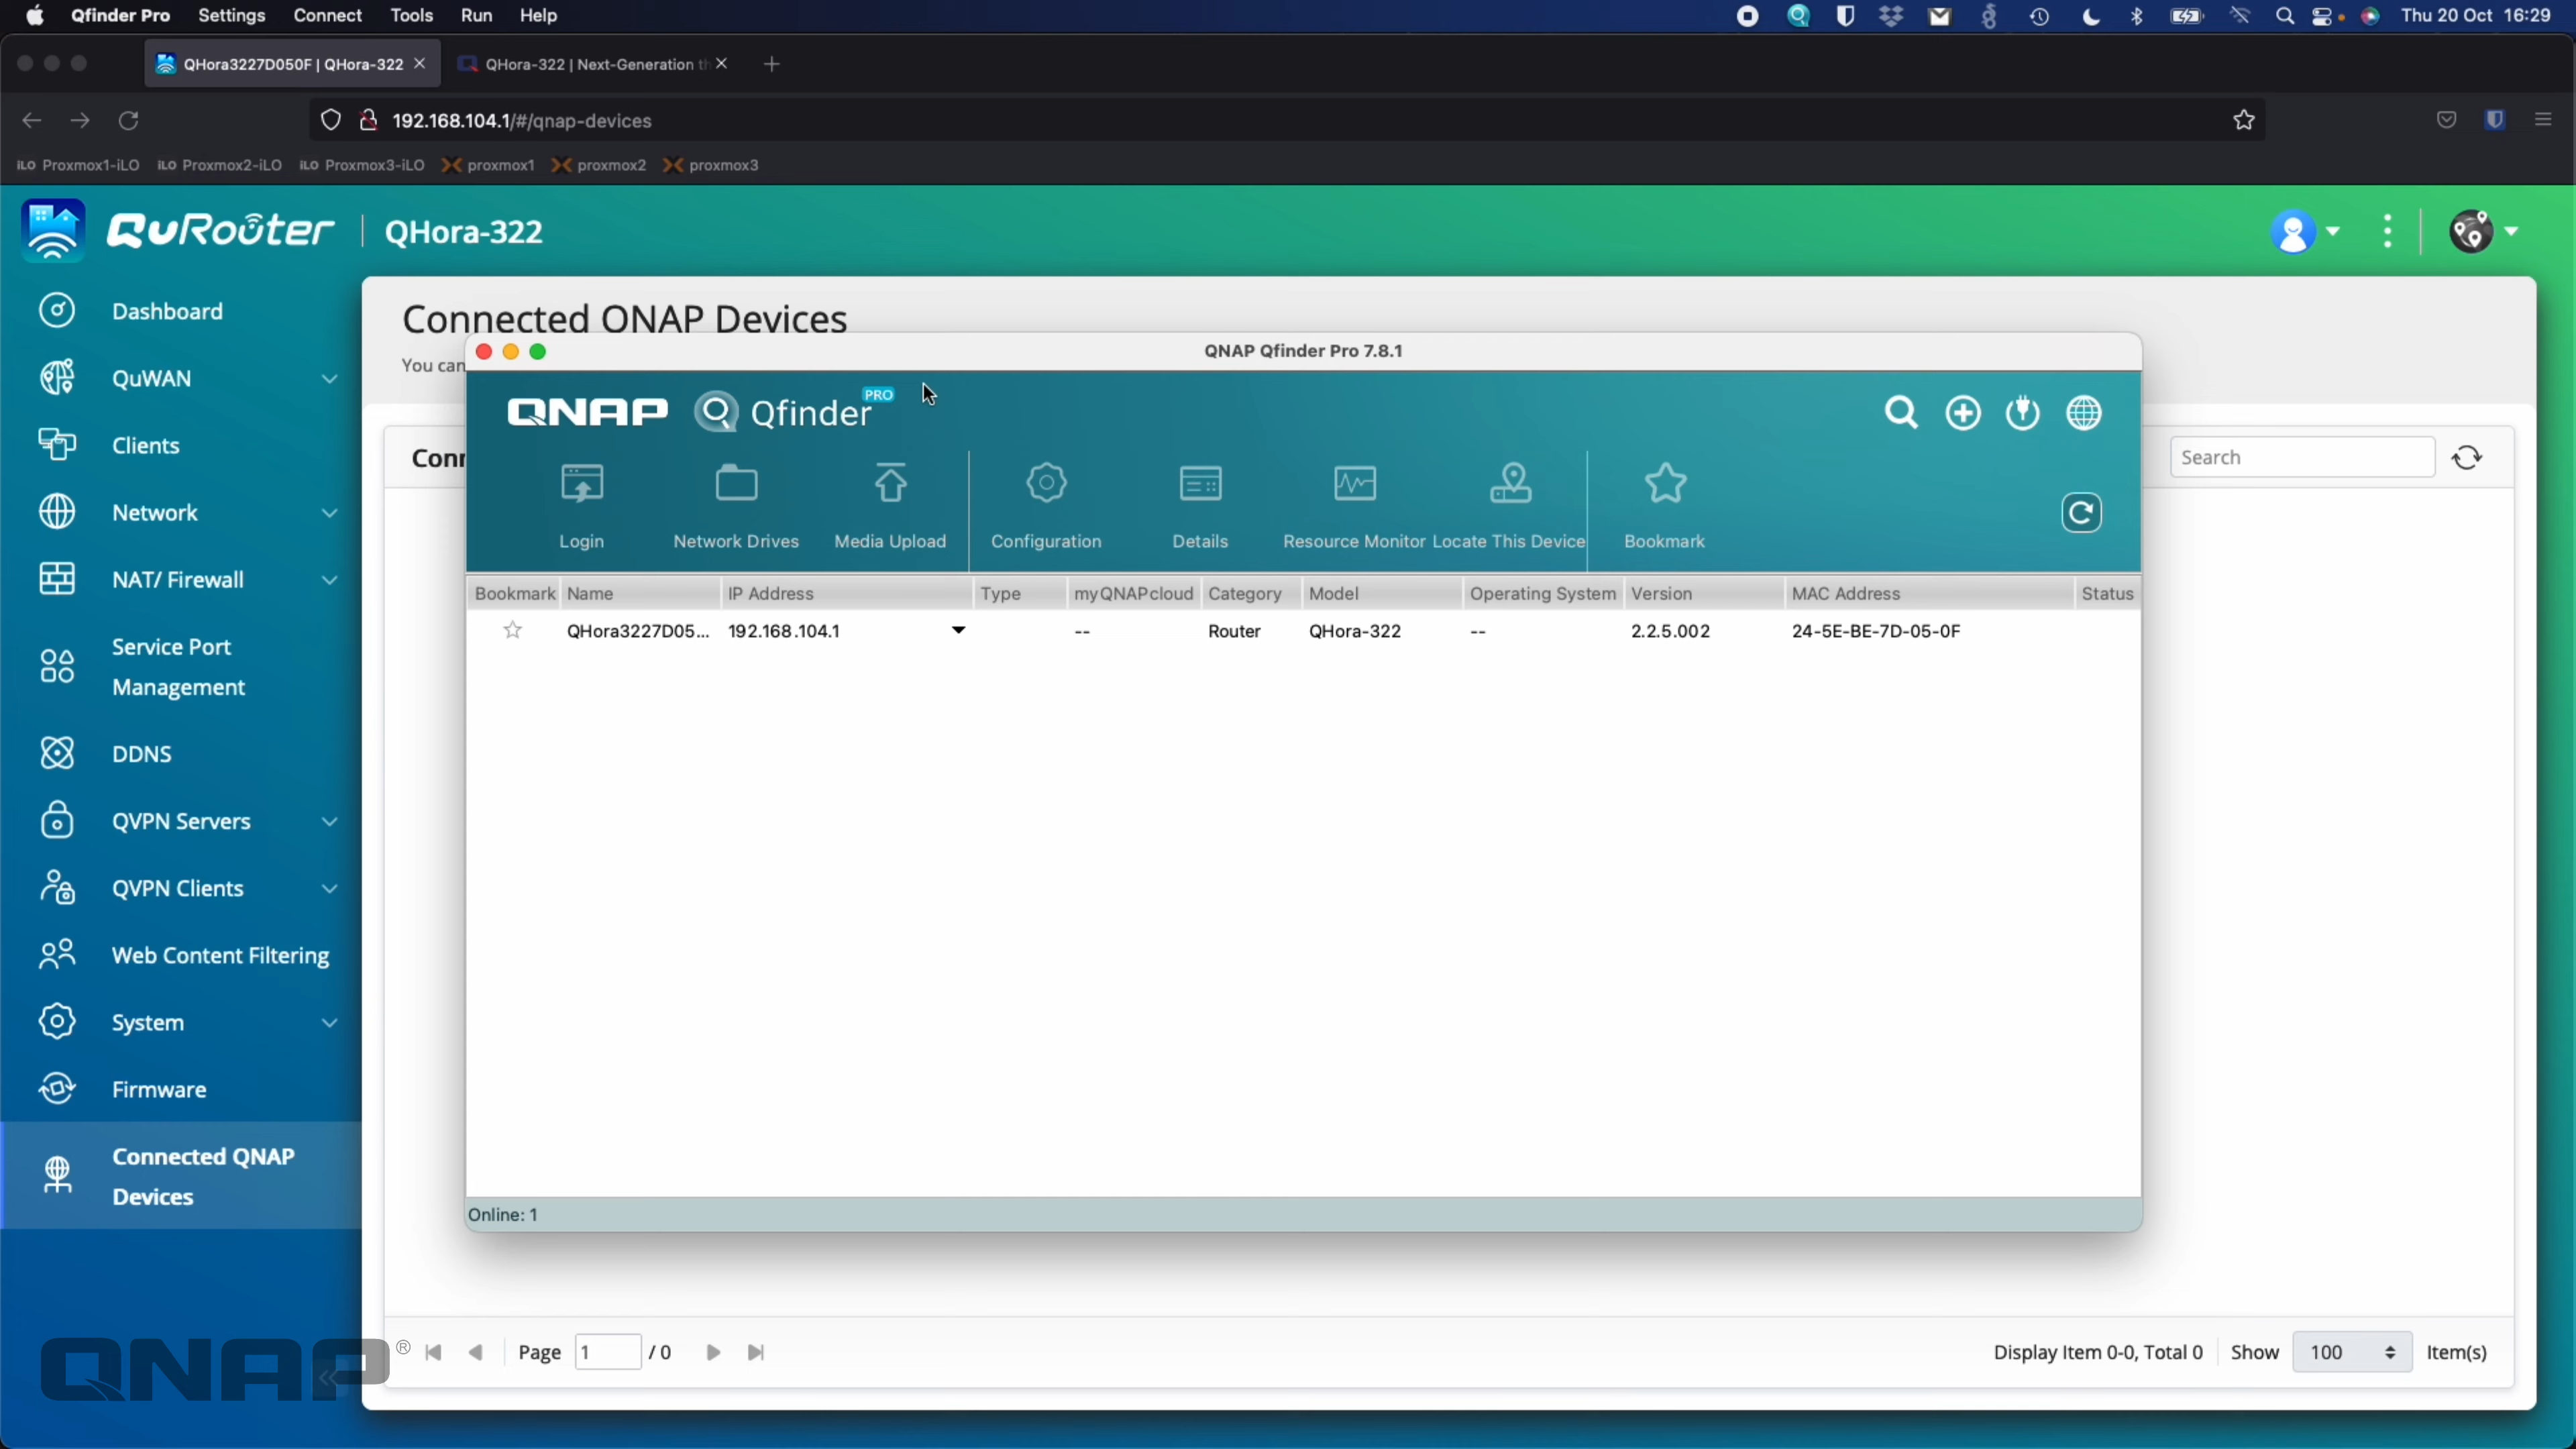 Qfinder Pro Settings Connect Tools Run Help
Thu 20 Oct 16:29
QHora3227D050F | QHora-322
QHora-322 | Next-Generation th
192.168.104.1/#/qnap-devices
iLO Proxmox1-iLO iLO Proxmox2-iLO iLO Proxmox3-iLO proxmox1 proxmox2 proxmox3
QuRouter | QHora-322
Dashboard
QuWAN
Clients
Network
NAT/ Firewall
Service Port
Management
DDNS
QVPN Servers
QVPN Clients
Web Content Filtering
System
Firmware
Connected QNAP
Devices
Connected QNAP Devices
You can
Conn
Search
QNAP Qfinder Pro 7.8.1
QNAP Qfinder PRO
Login Network Drives Media Upload Configuration Details Resource Monitor Locate This Device Bookmark
Bookmark Name IP Address Type myQNAPcloud Category Model Operating System Version MAC Address Status
QHora3227D05... 192.168.104.1 -- Router QHora-322 -- 2.2.5.002 24-5E-BE-7D-05-0F
Online: 1
Page 1 / 0
Display Item 0-0, Total 0 Show 100 Item(s)
QNAP®